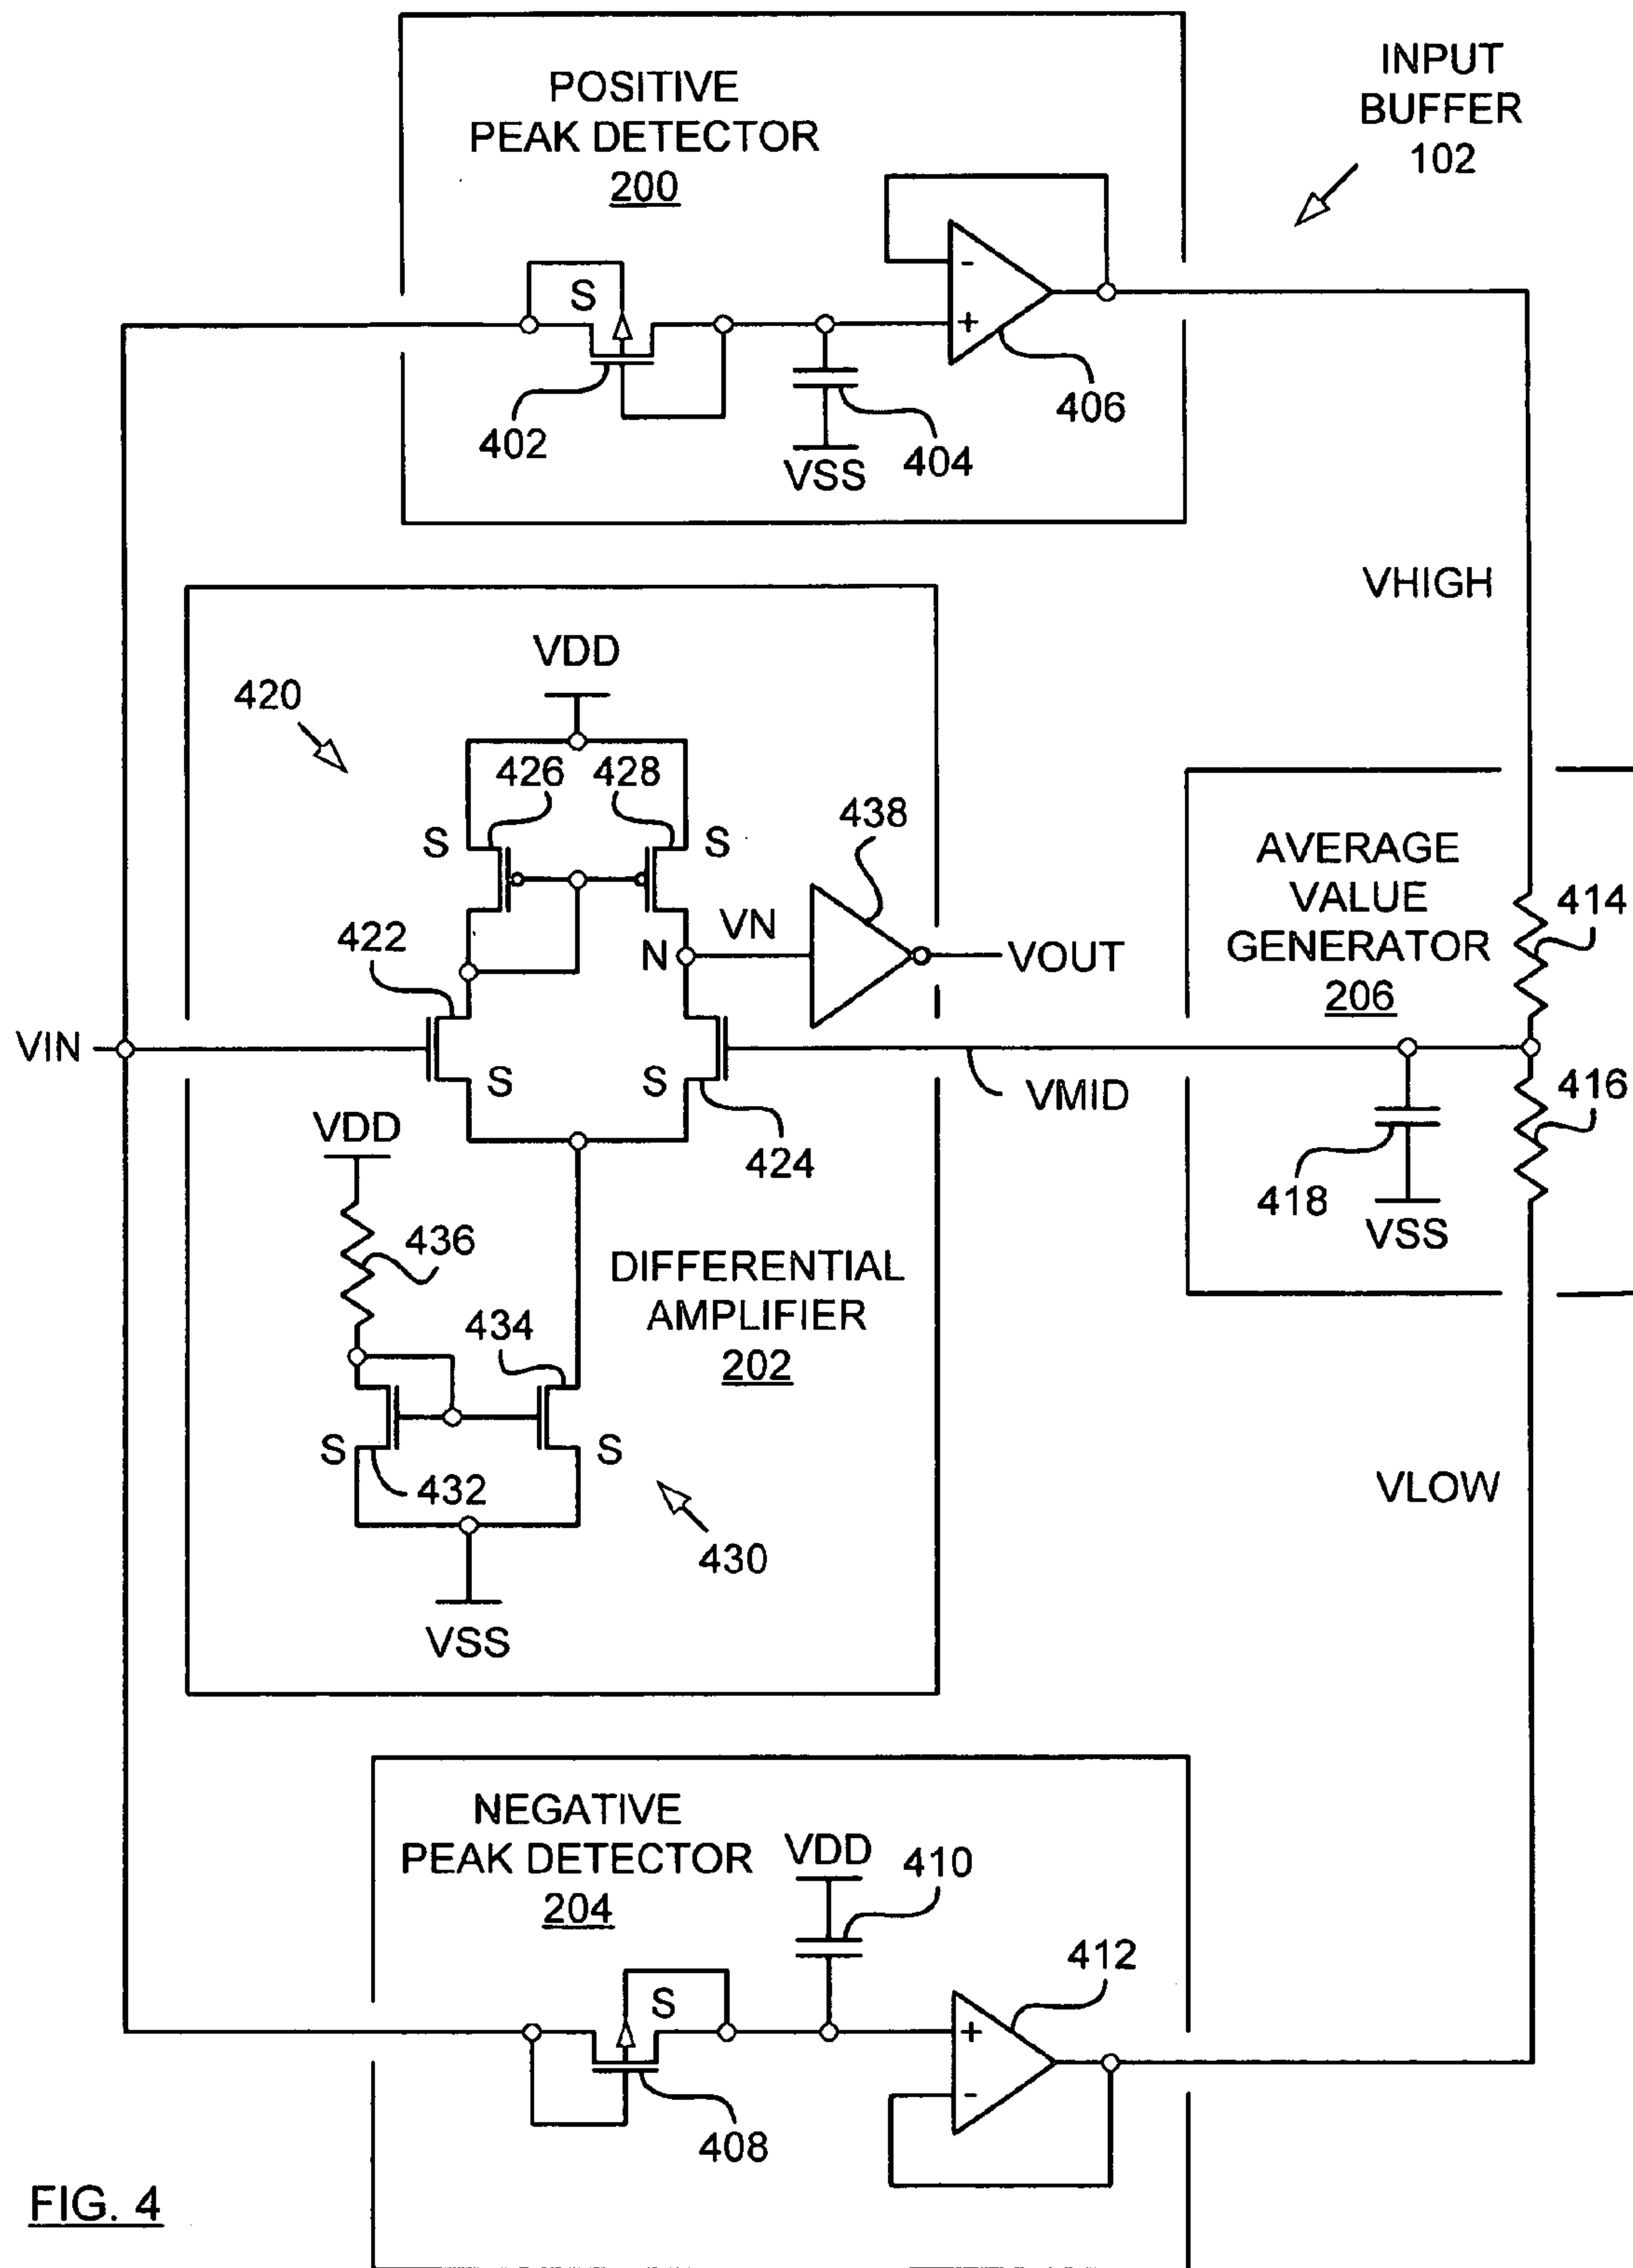 INPUT
BUFFER
102
POSITIVE
PEAK DETECTOR
200
S
-
+
402
404
406
VSS
VHIGH
VDD
420
426
428
S
S
438
422
N
VN
VOUT
AVERAGE
VALUE
GENERATOR
206
414
VIN
S
S
VMID
416
424
418
VSS
VDD
436
DIFFERENTIAL
AMPLIFIER
202
434
S
S
432
430
VSS
VLOW
NEGATIVE
PEAK DETECTOR
204
VDD
410
412
S
+
-
408
FIG. 4